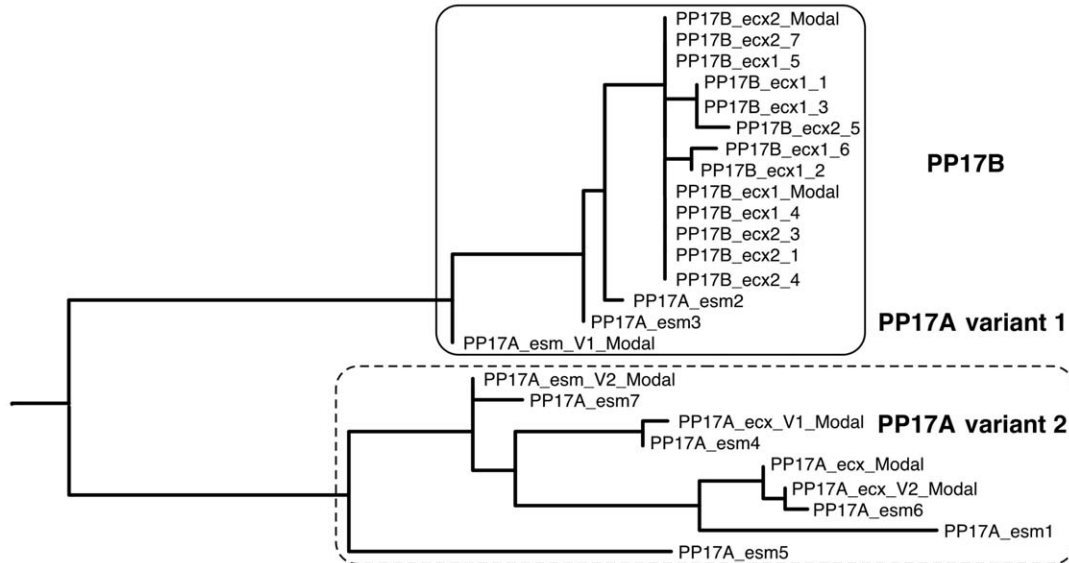 PP17B_ecx2_Modal
PP17B_ecx2_7
PP17B_ecx1_5
PP17B_ecx1_1
PP17B_ecx1_3
PP17B_ecx2_5
PP17B_ecx1_6
PP17B_ecx1_2
PP17B
PP17B_ecx1_Modal
PP17B_ecx1_4
PP17B_ecx2_3
PP17B_ecx2_1
PP17B_ecx2_4
PP17A_esm2
PP17A_esm3
PP17A variant 1
PP17A_esm_V1_Modal
PP17A_esm_V2_Modal
PP17A_esm7
PP17A_ecx_V1_Modal
PP17A variant 2
PP17A_esm4
PP17A_ecx_Modal
PP17A_ecx_V2_Modal
PP17A_esm6
PP17A_esm1
PP17A_esm5